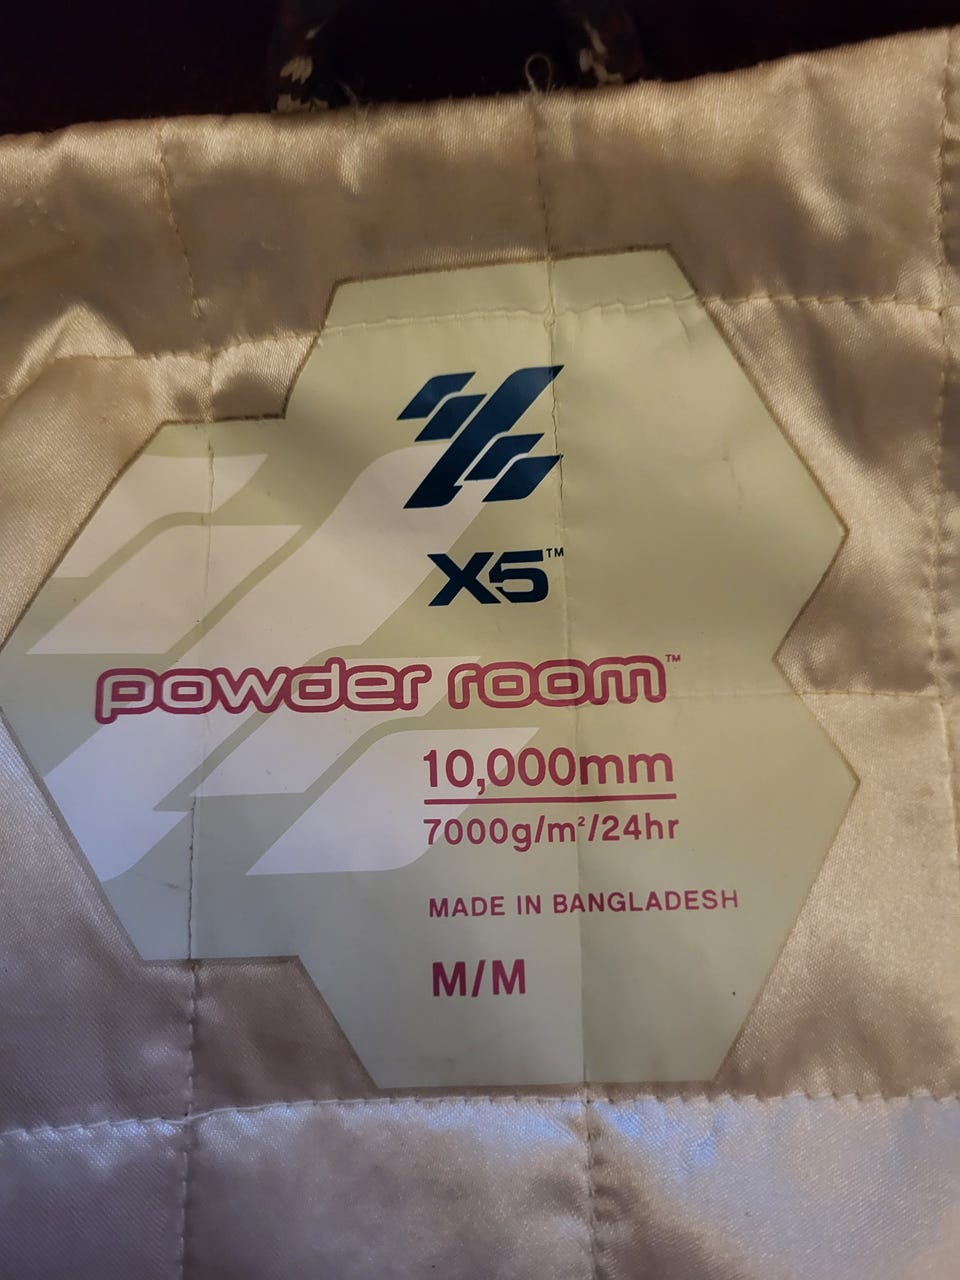 X5™
powder room™
10,000mm
7000g/m²/24hr
MADE IN BANGLADESH
M/M